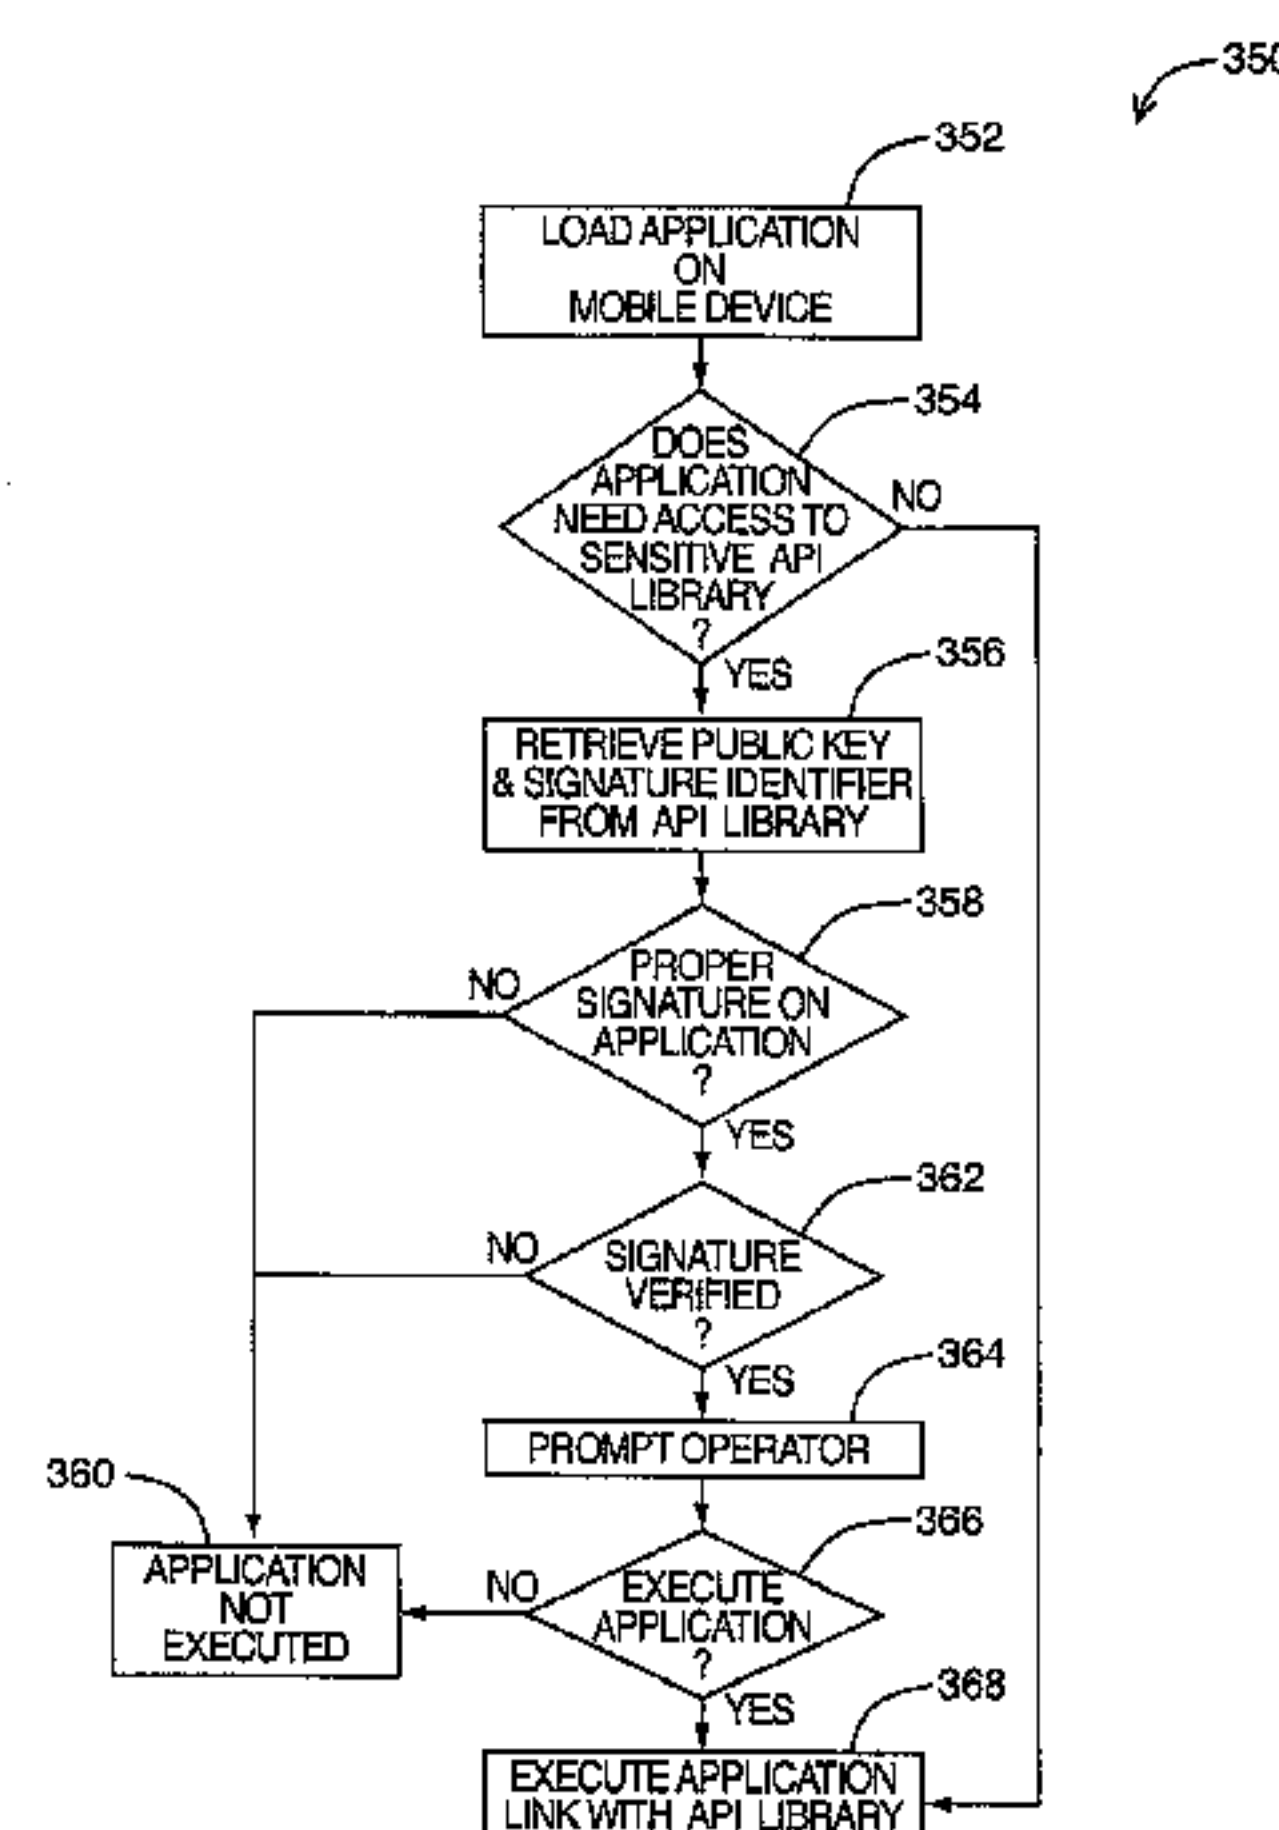 350
352
LOAD APPLICATION
ON
MOBILE DEVICE
354
DOES
APPLICATION
NEED ACCESS TO
SENSITIVE API
LIBRARY
?
NO
YES
356
RETRIEVE PUBLIC KEY
& SIGNATURE IDENTIFIER
FROM API LIBRARY
358
PROPER
SIGNATURE ON
APPLICATION
?
NO
YES
362
SIGNATURE
VERIFIED
?
NO
YES
364
PROMPT OPERATOR
360
APPLICATION
NOT
EXECUTED
366
EXECUTE
APPLICATION
?
NO
YES
368
EXECUTE APPLICATION
LINK WITH API LIBRARY